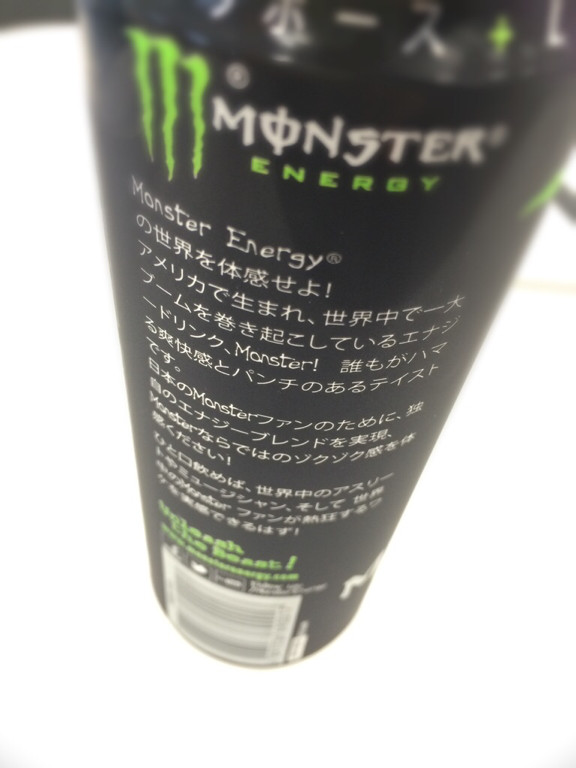 ホース
MONSTER®
ENERGY
Monster Energy®
の世界を体感せよ!
アメリカで生まれ、世界中で一大
ブームを巻き起こしているエナジ
ードリンク、Monster! 誰もがハマ
る爽快感とパンチのあるテイスト
です。
日本のMonsterファンのために、独
自のエナジーブレンドを実現、
Monsterならではのゾクゾク感を体
感ください!
ひと口飲めば、世界中のアスリー
トやミュージシャン、そして 世界
中のMonster ファンが熱狂するワ
ケを実感できるはず!
Unleash
the Beast!